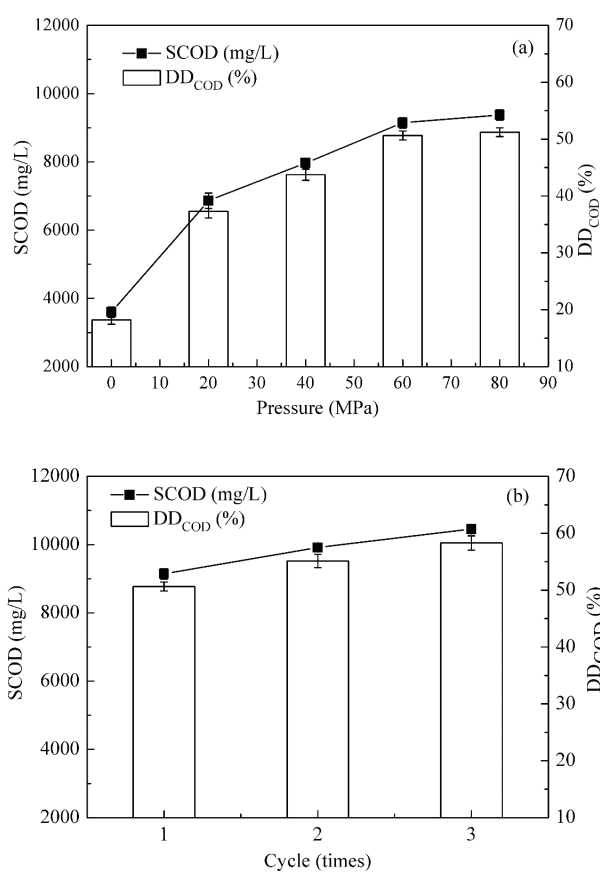 12000
10000
8000
6000
4000
2000
SCOD (mg/L)
SCOD (mg/L)
DD_COD (%)
(a)
70
60
50
40
30
20
10
DD_COD (%)
0 10 20 30 40 50 60 70 80 90
Pressure (MPa)
12000
10000
8000
6000
4000
2000
SCOD (mg/L)
SCOD (mg/L)
DD_COD (%)
(b)
70
60
50
40
30
20
10
DD_COD (%)
1 2 3
Cycle (times)